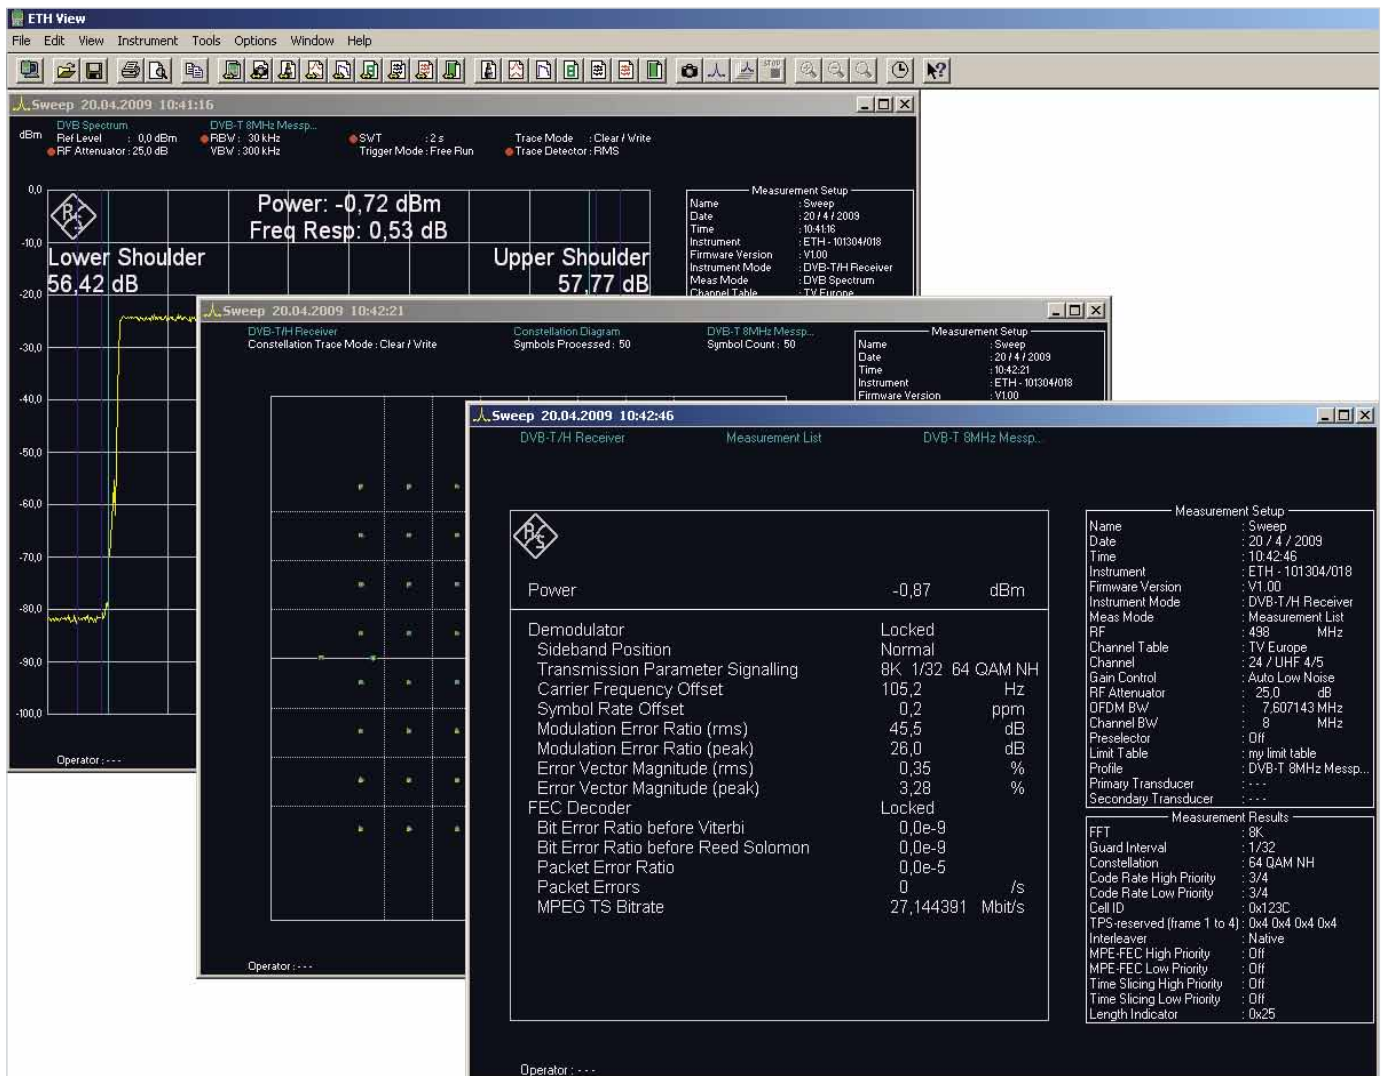 ETH View
File Edit View Instrument Tools Options Window Help
STOP
Sweep 20.04.2009 10:41:16
DVB Spectrum DVB-T 8MHz Messp...
dBm Ref Level : 0,0 dBm RBW : 30 kHz SWT : 2 s Trace Mode : Clear / Write
RF Attenuator : 25,0 dB VBW : 300 kHz Trigger Mode : Free Run Trace Detector : RMS
0,0
-10,0
-20,0
-30,0
-40,0
-50,0
-60,0
-70,0
-80,0
-90,0
-100,0
R S
Power: -0,72 dBm
Freq Resp: 0,53 dB
Lower Shoulder Upper Shoulder
56,42 dB 57,77 dB
Measurement Setup
Name : Sweep
Date : 20 / 4 / 2009
Time : 10:41:16
Instrument : ETH - 101304/018
Firmware Version : V1.00
Instrument Mode : DVB-T/H Receiver
Meas Mode : DVB Spectrum
Channel Table : TV Europe
Operator : ---
Sweep 20.04.2009 10:42:21
DVB-T/H Receiver Constellation Diagram DVB-T 8MHz Messp...
Constellation Trace Mode : Clear / Write Symbols Processed : 50 Symbol Count : 50
Measurement Setup
Name : Sweep
Date : 20 / 4 / 2009
Time : 10:42:21
Instrument : ETH - 101304/018
Firmware Version : V1.00
Operator : ---
Sweep 20.04.2009 10:42:46
DVB-T/H Receiver Measurement List DVB-T 8MHz Messp...
R S
Power -0,87 dBm
Demodulator Locked
Sideband Position Normal
Transmission Parameter Signalling 8K 1/32 64 QAM NH
Carrier Frequency Offset 105,2 Hz
Symbol Rate Offset 0,2 ppm
Modulation Error Ratio (rms) 45,5 dB
Modulation Error Ratio (peak) 26,0 dB
Error Vector Magnitude (rms) 0,35 %
Error Vector Magnitude (peak) 3,28 %
FEC Decoder Locked
Bit Error Ratio before Viterbi 0,0e-9
Bit Error Ratio before Reed Solomon 0,0e-9
Packet Error Ratio 0,0e-5
Packet Errors 0 /s
MPEG TS Bitrate 27,144391 Mbit/s
Measurement Setup
Name : Sweep
Date : 20 / 4 / 2009
Time : 10:42:46
Instrument : ETH - 101304/018
Firmware Version : V1.00
Instrument Mode : DVB-T/H Receiver
Meas Mode : Measurement List
RF : 498 MHz
Channel Table : TV Europe
Channel : 24 / UHF 4/5
Gain Control : Auto Low Noise
RF Attenuator : 25,0 dB
OFDM BW : 7,607143 MHz
Channel BW : 8 MHz
Preselector : Off
Limit Table : my limit table
Profile : DVB-T 8MHz Messp...
Primary Transducer : ---
Secondary Transducer : ---
Measurement Results
FFT : 8K
Guard Interval : 1/32
Constellation : 64 QAM NH
Code Rate High Priority : 3/4
Code Rate Low Priority : 3/4
Cell ID : 0x123C
TPS-reserved (frame 1 to 4) : 0x4 0x4 0x4 0x4
Interleaver : Native
MPE-FEC High Priority : Off
MPE-FEC Low Priority : Off
Time Slicing High Priority : Off
Time Slicing Low Priority : Off
Length Indicator : 0x25
Operator : ---